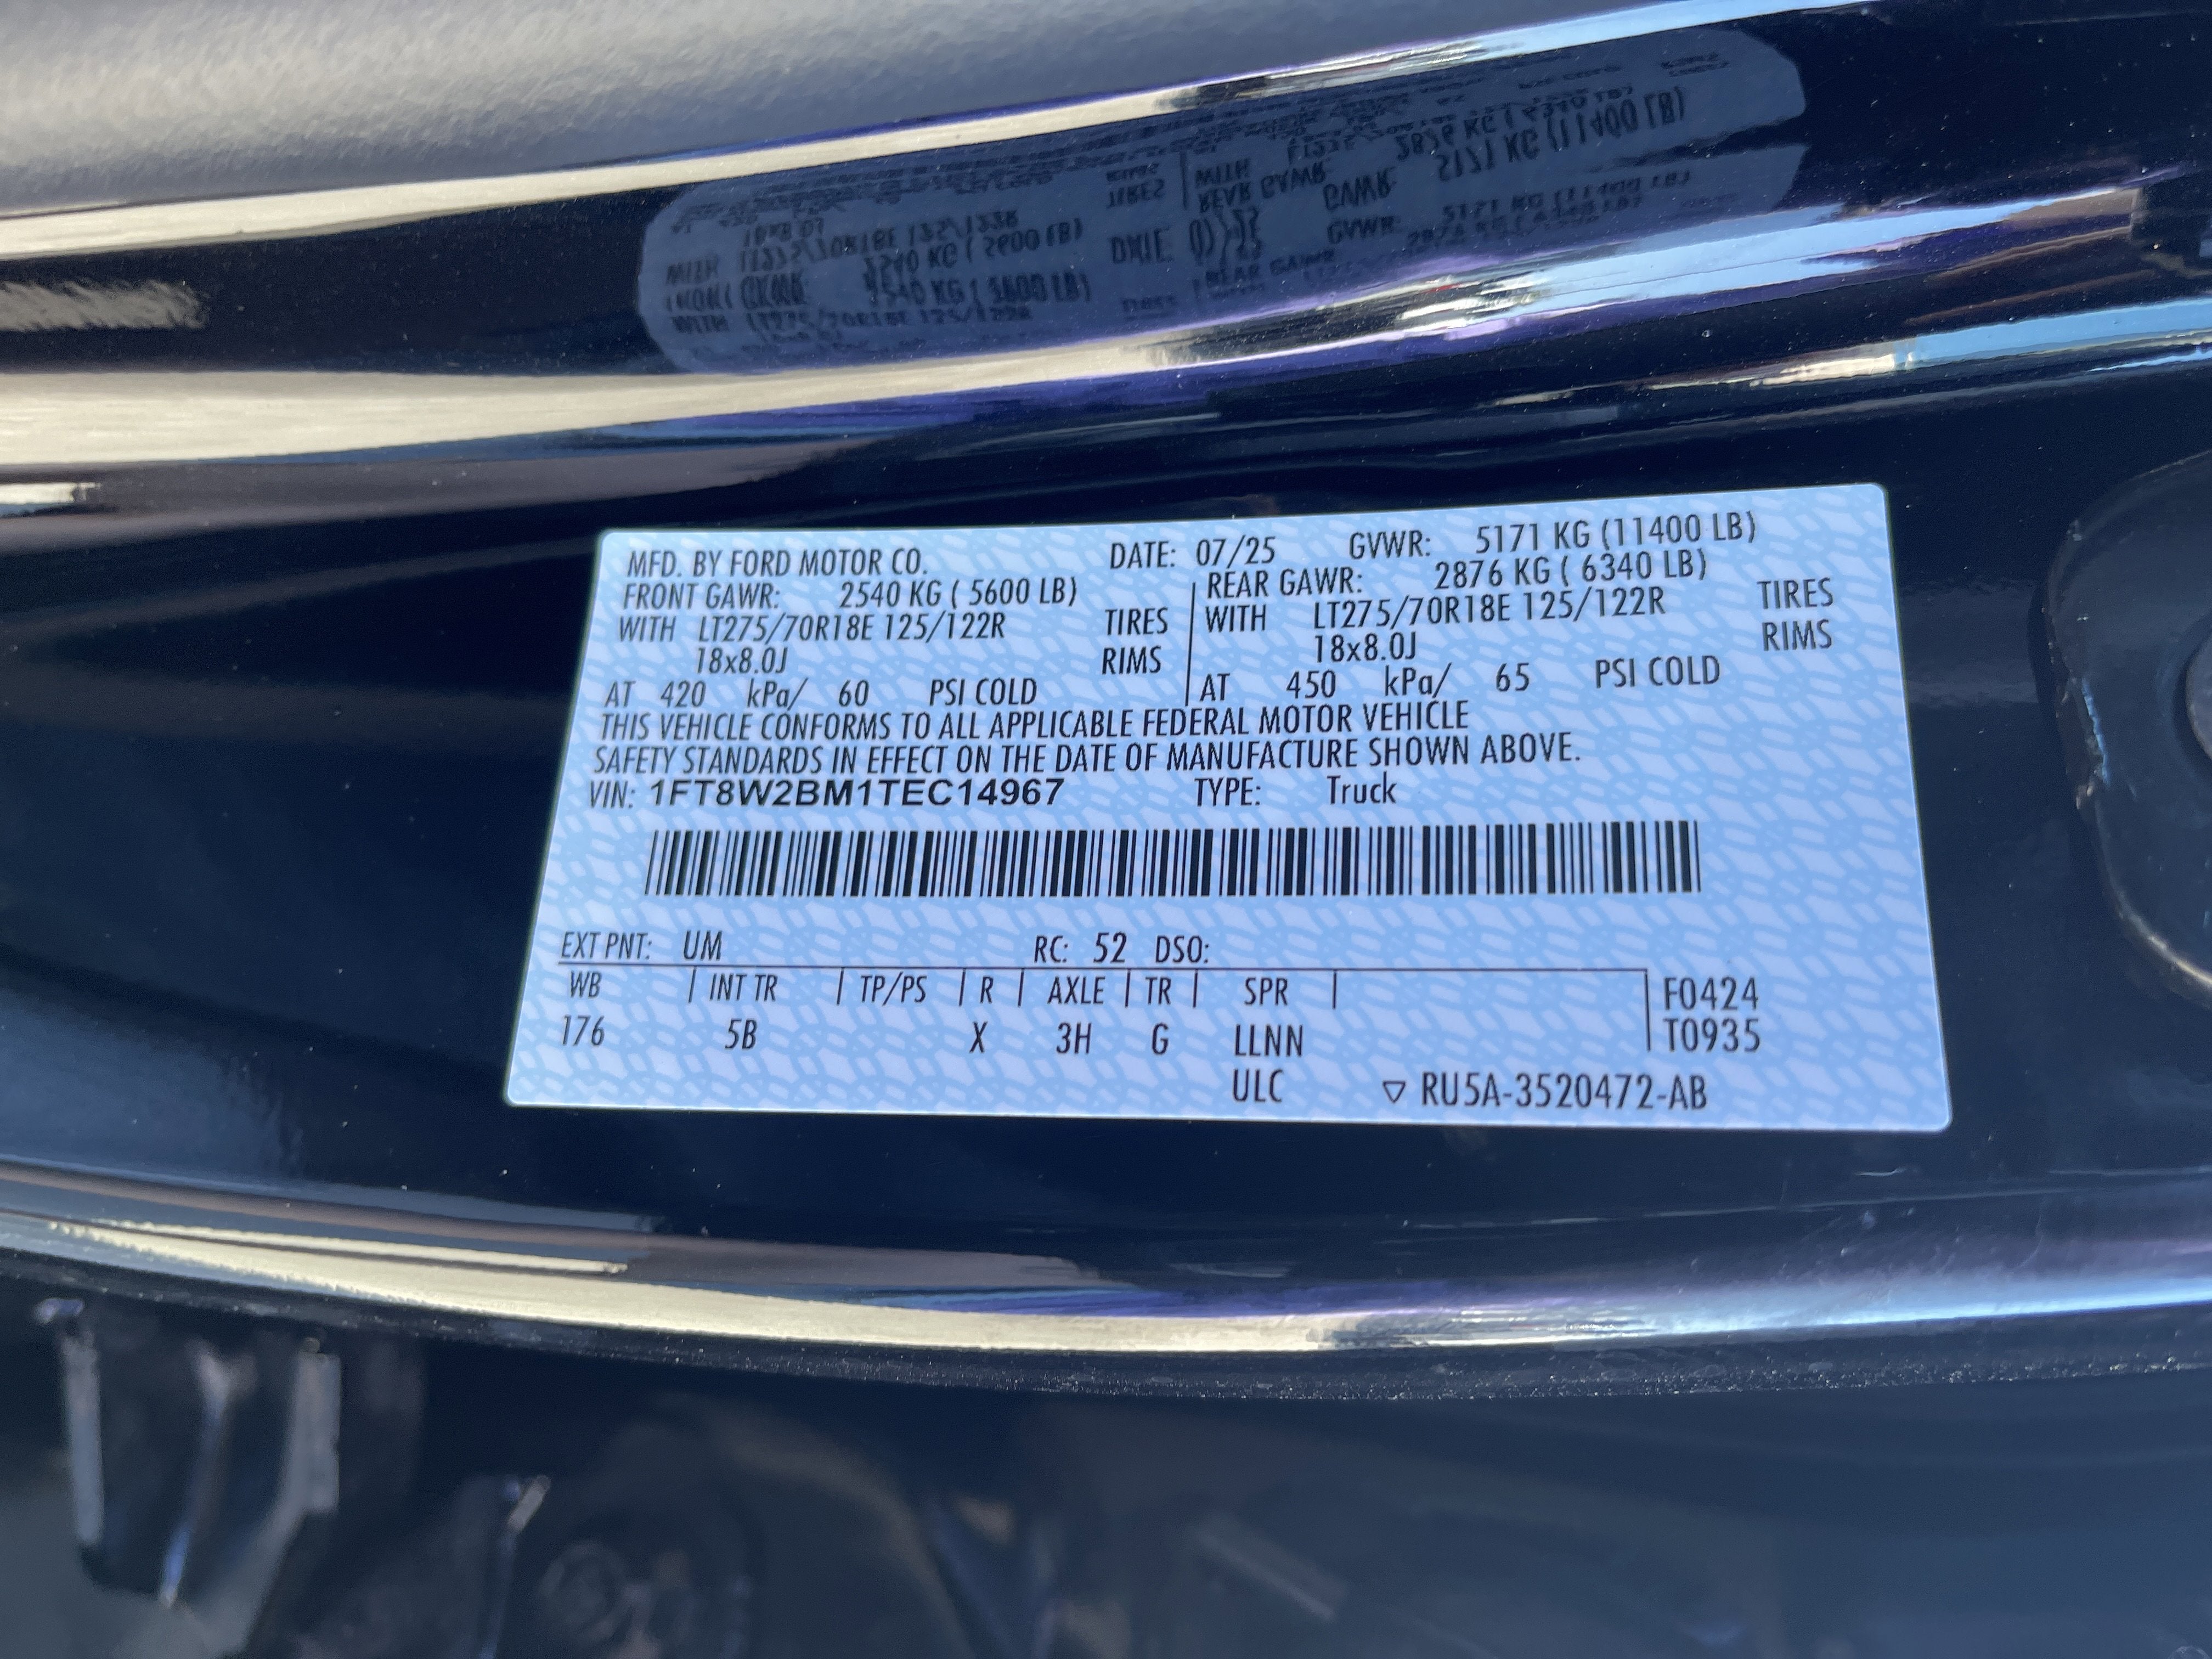 MFD. BY FORD MOTOR CO. DATE: 07/25 GVWR: 5171 KG (11400 LB)
FRONT GAWR: 2540 KG ( 5600 LB) REAR GAWR: 2876 KG ( 6340 LB)
WITH LT275/70R18E 125/122R TIRES WITH LT275/70R18E 125/122R TIRES
18x8.0J RIMS 18x8.0J RIMS
AT 420 kPa/ 60 PSI COLD AT 450 kPa/ 65 PSI COLD
THIS VEHICLE CONFORMS TO ALL APPLICABLE FEDERAL MOTOR VEHICLE
SAFETY STANDARDS IN EFFECT ON THE DATE OF MANUFACTURE SHOWN ABOVE.
VIN: 1FT8W2BM1TEC14967 TYPE: Truck
EXT PNT: UM RC: 52 DSO:
WB | INT TR | TP/PS | R | AXLE | TR | SPR | F0424
176 5B X 3H G LLNN T0935
ULC ▽ RU5A-3520472-AB